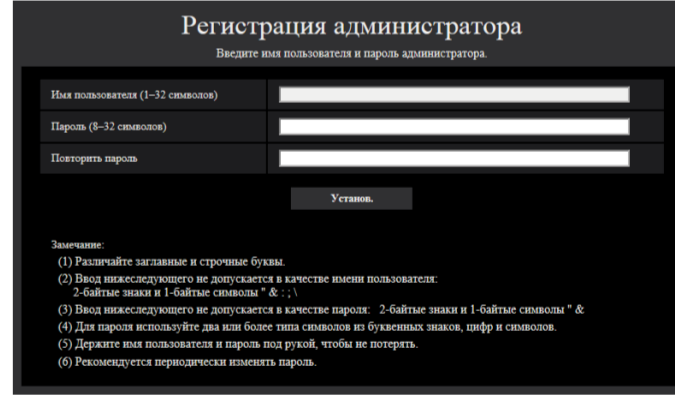 Регистрация администратора
Введите имя пользователя и пароль администратора.
Имя пользователя (1–32 символов)
Пароль (8–32 символов)
Повторить пароль
Установ.
Замечание:
(1) Различайте заглавные и строчные буквы.
(2) Ввод нижеследующего не допускается в качестве имени пользователя:
2-байтые знаки и 1-байтые символы " & : ; \
(3) Ввод нижеследующего не допускается в качестве пароля: 2-байтые знаки и 1-байтые символы " &
(4) Для пароля используйте два или более типа символов из буквенных знаков, цифр и символов.
(5) Держите имя пользователя и пароль под рукой, чтобы не потерять.
(6) Рекомендуется периодически изменять пароль.